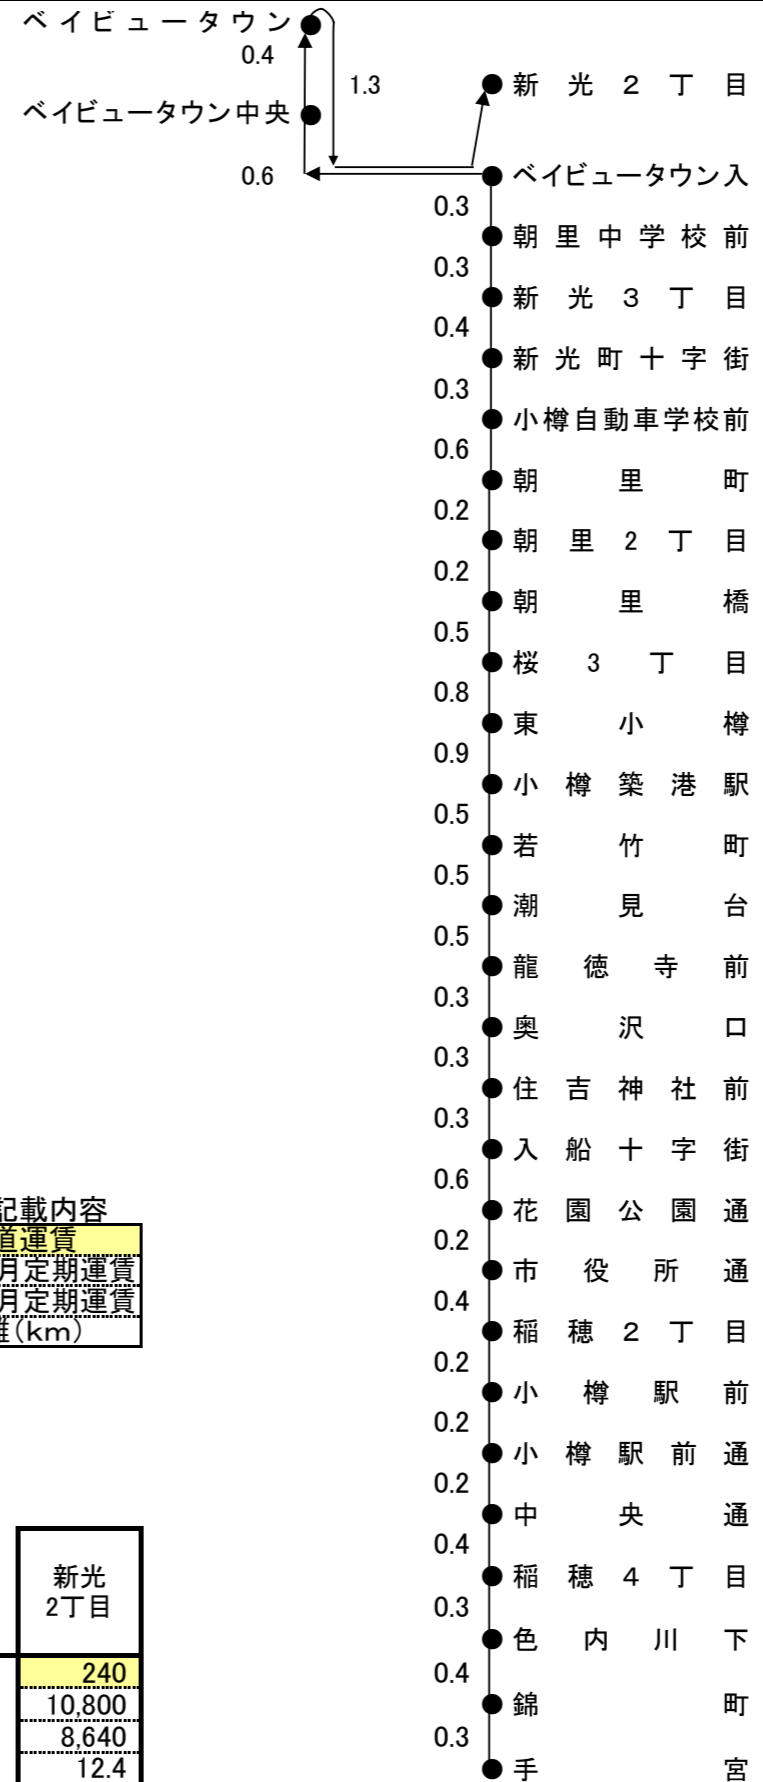 ベイビュータウン
0.4
1.3
新光２丁目
ベイビュータウン中央
0.6
ベイビュータウン入
0.3
朝里中学校前
0.3
新光３丁目
0.4
新光町十字街
0.3
小樽自動車学校前
0.6
朝里町
0.2
朝里2丁目
0.2
朝里橋
0.5
桜3丁目
0.8
東小樽
0.9
小樽築港駅
0.5
若竹町
0.5
潮見台
0.5
龍徳寺前
0.3
奥沢口
0.3
住吉神社前
0.3
入船十字街
0.6
花園公園通
0.2
市役所通
0.4
稲穂２丁目
0.2
小樽駅前
0.2
小樽駅前通
0.2
中央通
0.4
稲穂４丁目
0.3
色内川下
0.4
錦町
0.3
手宮
記載内容
道運賃
月定期運賃
月定期運賃
(km)
新光
2丁目
240
10,800
8,640
12.4